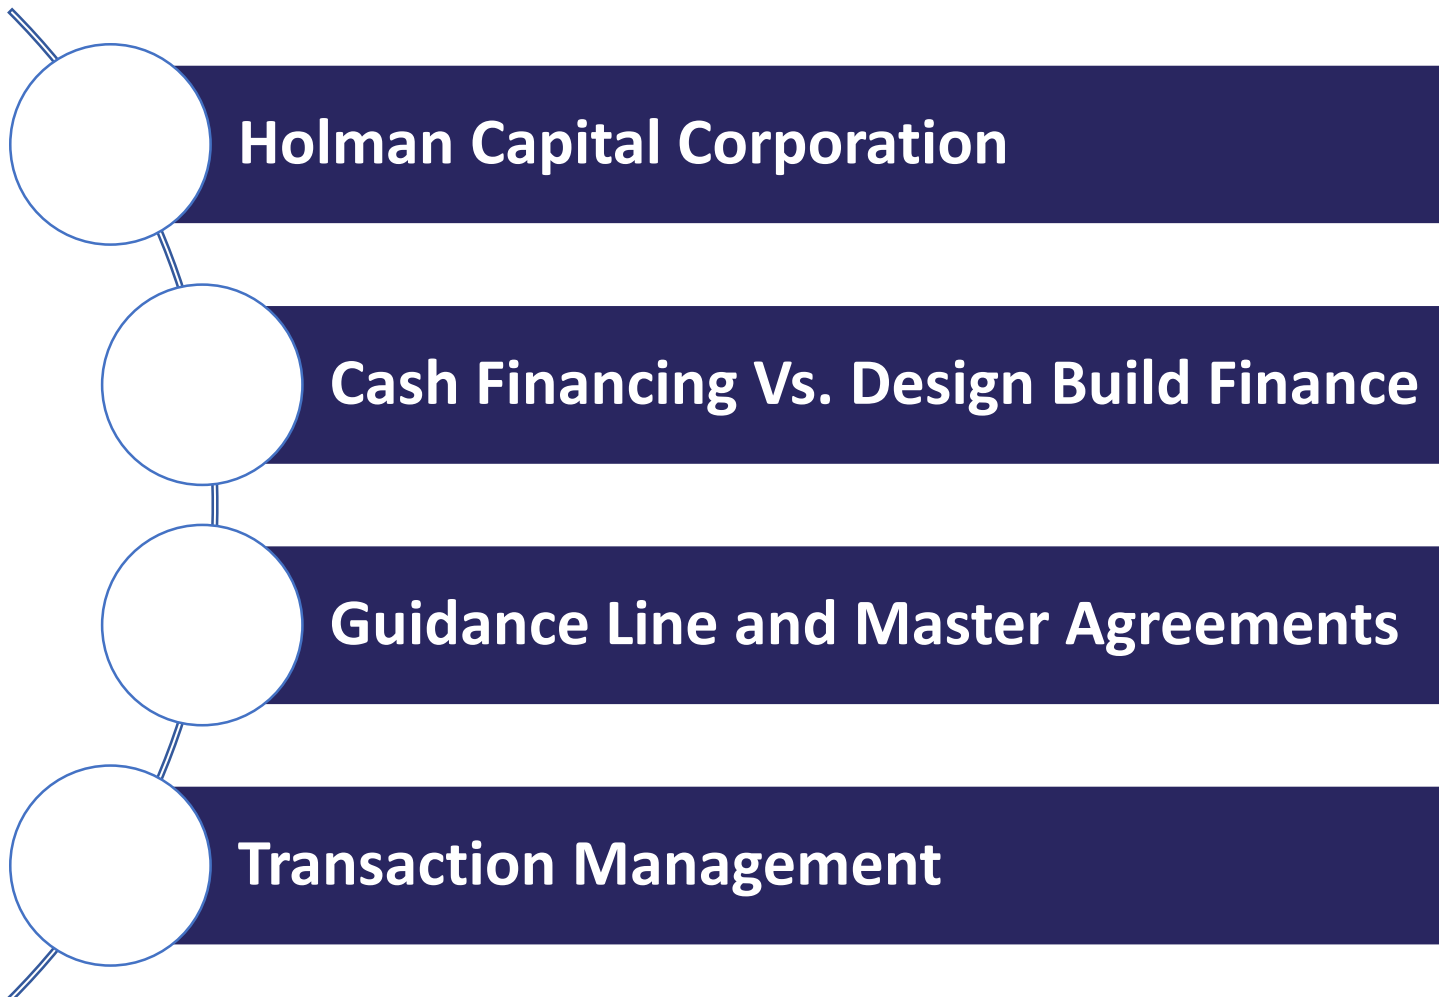 Holman Capital Corporation
Cash Financing Vs. Design Build Finance
Guidance Line and Master Agreements
Transaction Management